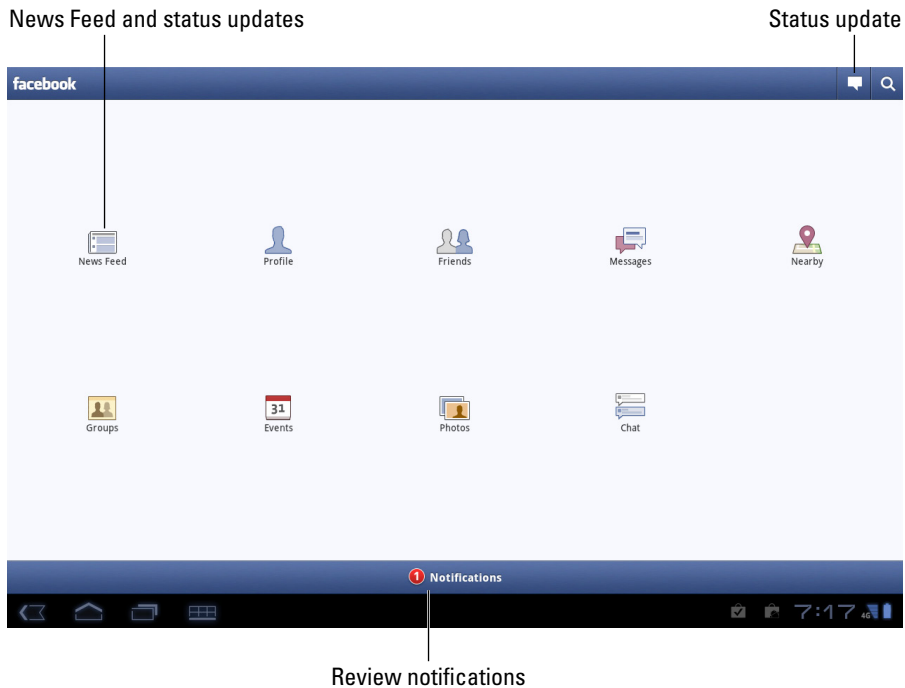 News Feed and status updates
Status update
facebook
News Feed
Profile
Friends
Messages
Nearby
31
Groups
Events
Photos
Chat
1 Notifications
7:17 4G
Review notifications